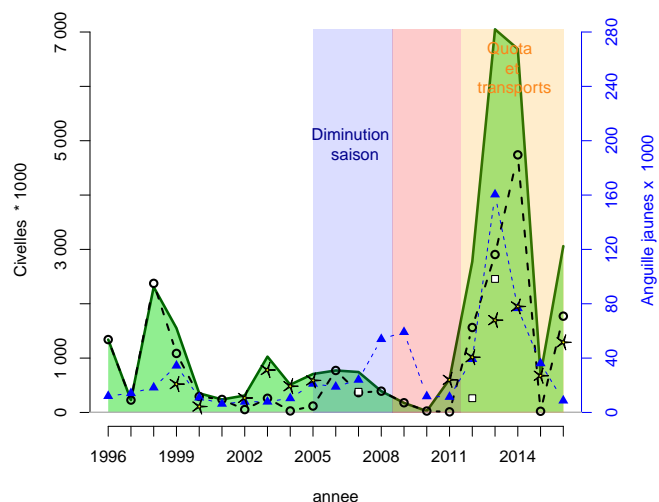 7 000
5 000
3 000
1 000
0
Civelles * 1000
Diminution
saison
Quota
et
transports
280
240
200
160
120
80
40
0
Anguille jaunes x 1000
1996
1999
2002
2005
2008
2011
2014
annee